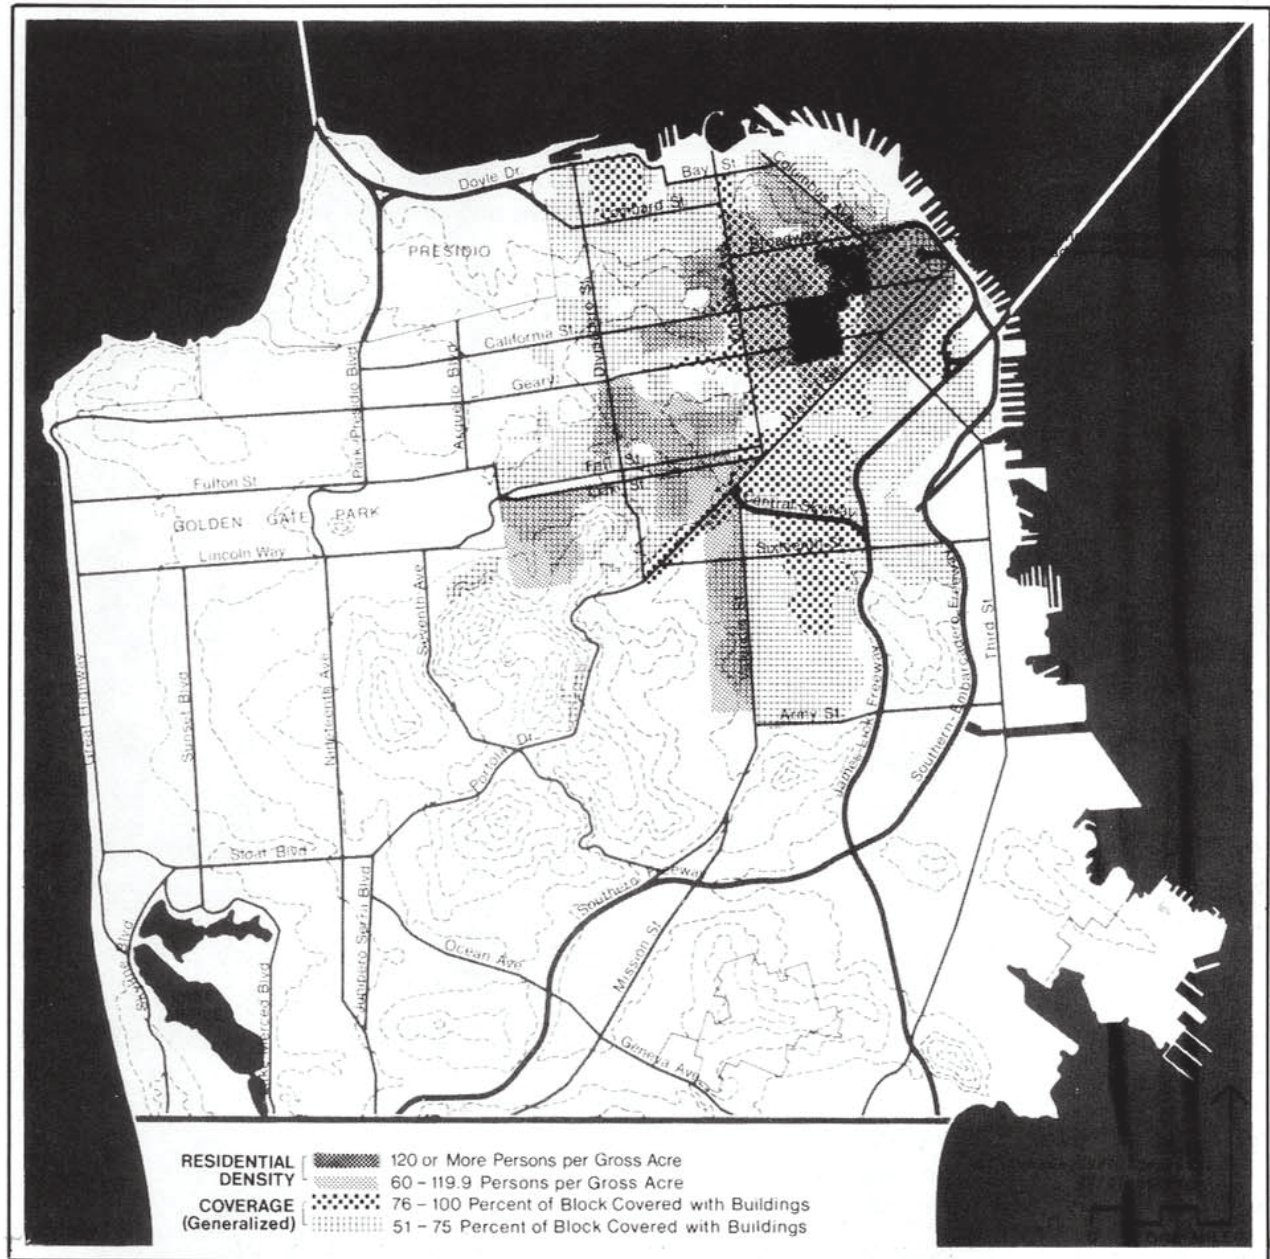 Doyle Dr.
Bay St
Columbus Ave
Lombard St
PRESIDIO
Broadway
Divisadero St
California St
Geary
Park Presidio Blvd
Arguello Blvd
Market St
Fell St
Oak St
Fulton St
GOLDEN GATE PARK
Lincoln Way
Central Skyway
Sixteenth St
Seventh Ave
Third St
Great Highway
Sunset Blvd
Nineteenth Ave
Army St
Portola Dr
James Lick Freeway
Southern Embarcadero Freeway
Sloat Blvd
Southern Freeway
Skyline Blvd
Junipero Serra Blvd
Ocean Ave
Mission St
Merced Blvd
Geneva Ave
RESIDENTIAL DENSITY
120 or More Persons per Gross Acre
60 – 119.9 Persons per Gross Acre
COVERAGE (Generalized)
76 – 100 Percent of Block Covered with Buildings
51 – 75 Percent of Block Covered with Buildings